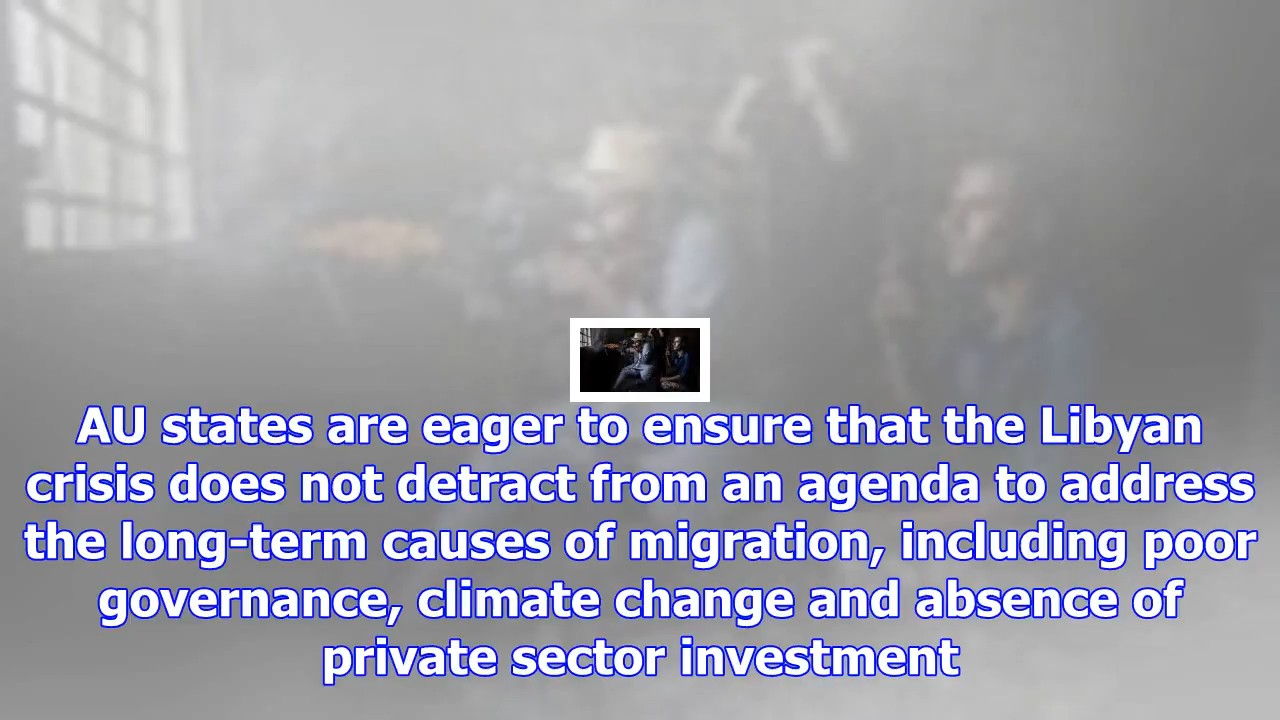 AU states are eager to ensure that the Libyan
crisis does not detract from an agenda to address
the long-term causes of migration, including poor
governance, climate change and absence of
private sector investment